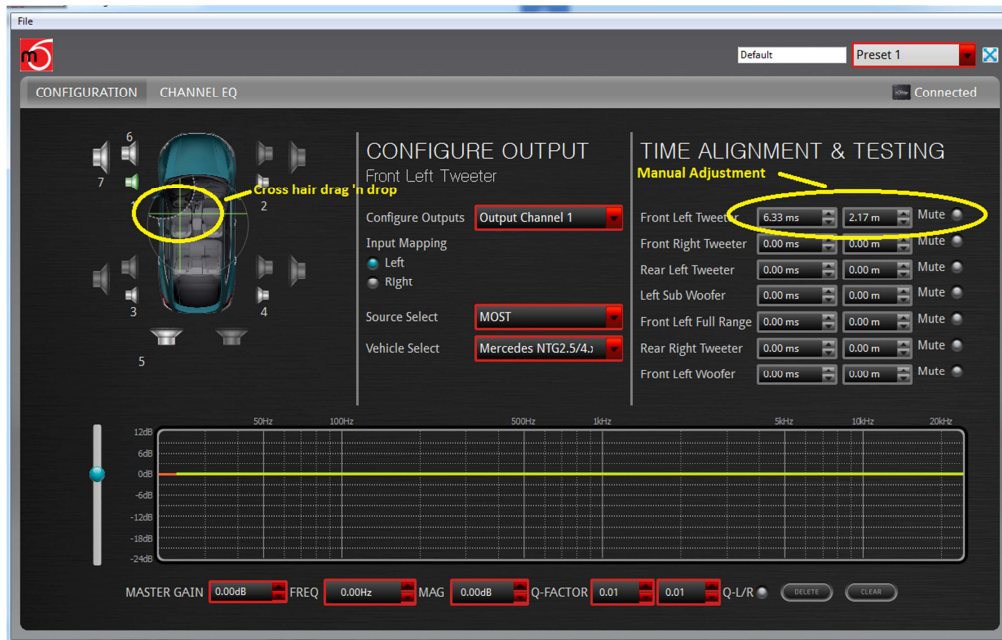 File
m6
Default
Preset 1
CONFIGURATION
CHANNEL EQ
Connected
6
7
1
2
3
4
5
Cross hair drag 'n drop
CONFIGURE OUTPUT
Front Left Tweeter
Configure Outputs Output Channel 1
Input Mapping
Left
Right
Source Select MOST
Vehicle Select Mercedes NTG2.5/4.x
TIME ALIGNMENT & TESTING
Manual Adjustment
Front Left Tweeter 6.33 ms 2.17 m Mute
Front Right Tweeter 0.00 ms 0.00 m Mute
Rear Left Tweeter 0.00 ms 0.00 m Mute
Left Sub Woofer 0.00 ms 0.00 m Mute
Front Left Full Range 0.00 ms 0.00 m Mute
Rear Right Tweeter 0.00 ms 0.00 m Mute
Front Left Woofer 0.00 ms 0.00 m Mute
50Hz 100Hz 500Hz 1kHz 5kHz 10kHz 20kHz
12dB
6dB
0dB
-6dB
-12dB
-18dB
-24dB
MASTER GAIN 0.00dB FREQ 0.00Hz MAG 0.00dB Q-FACTOR 0.01 0.01 Q-L/R DELETE CLEAR